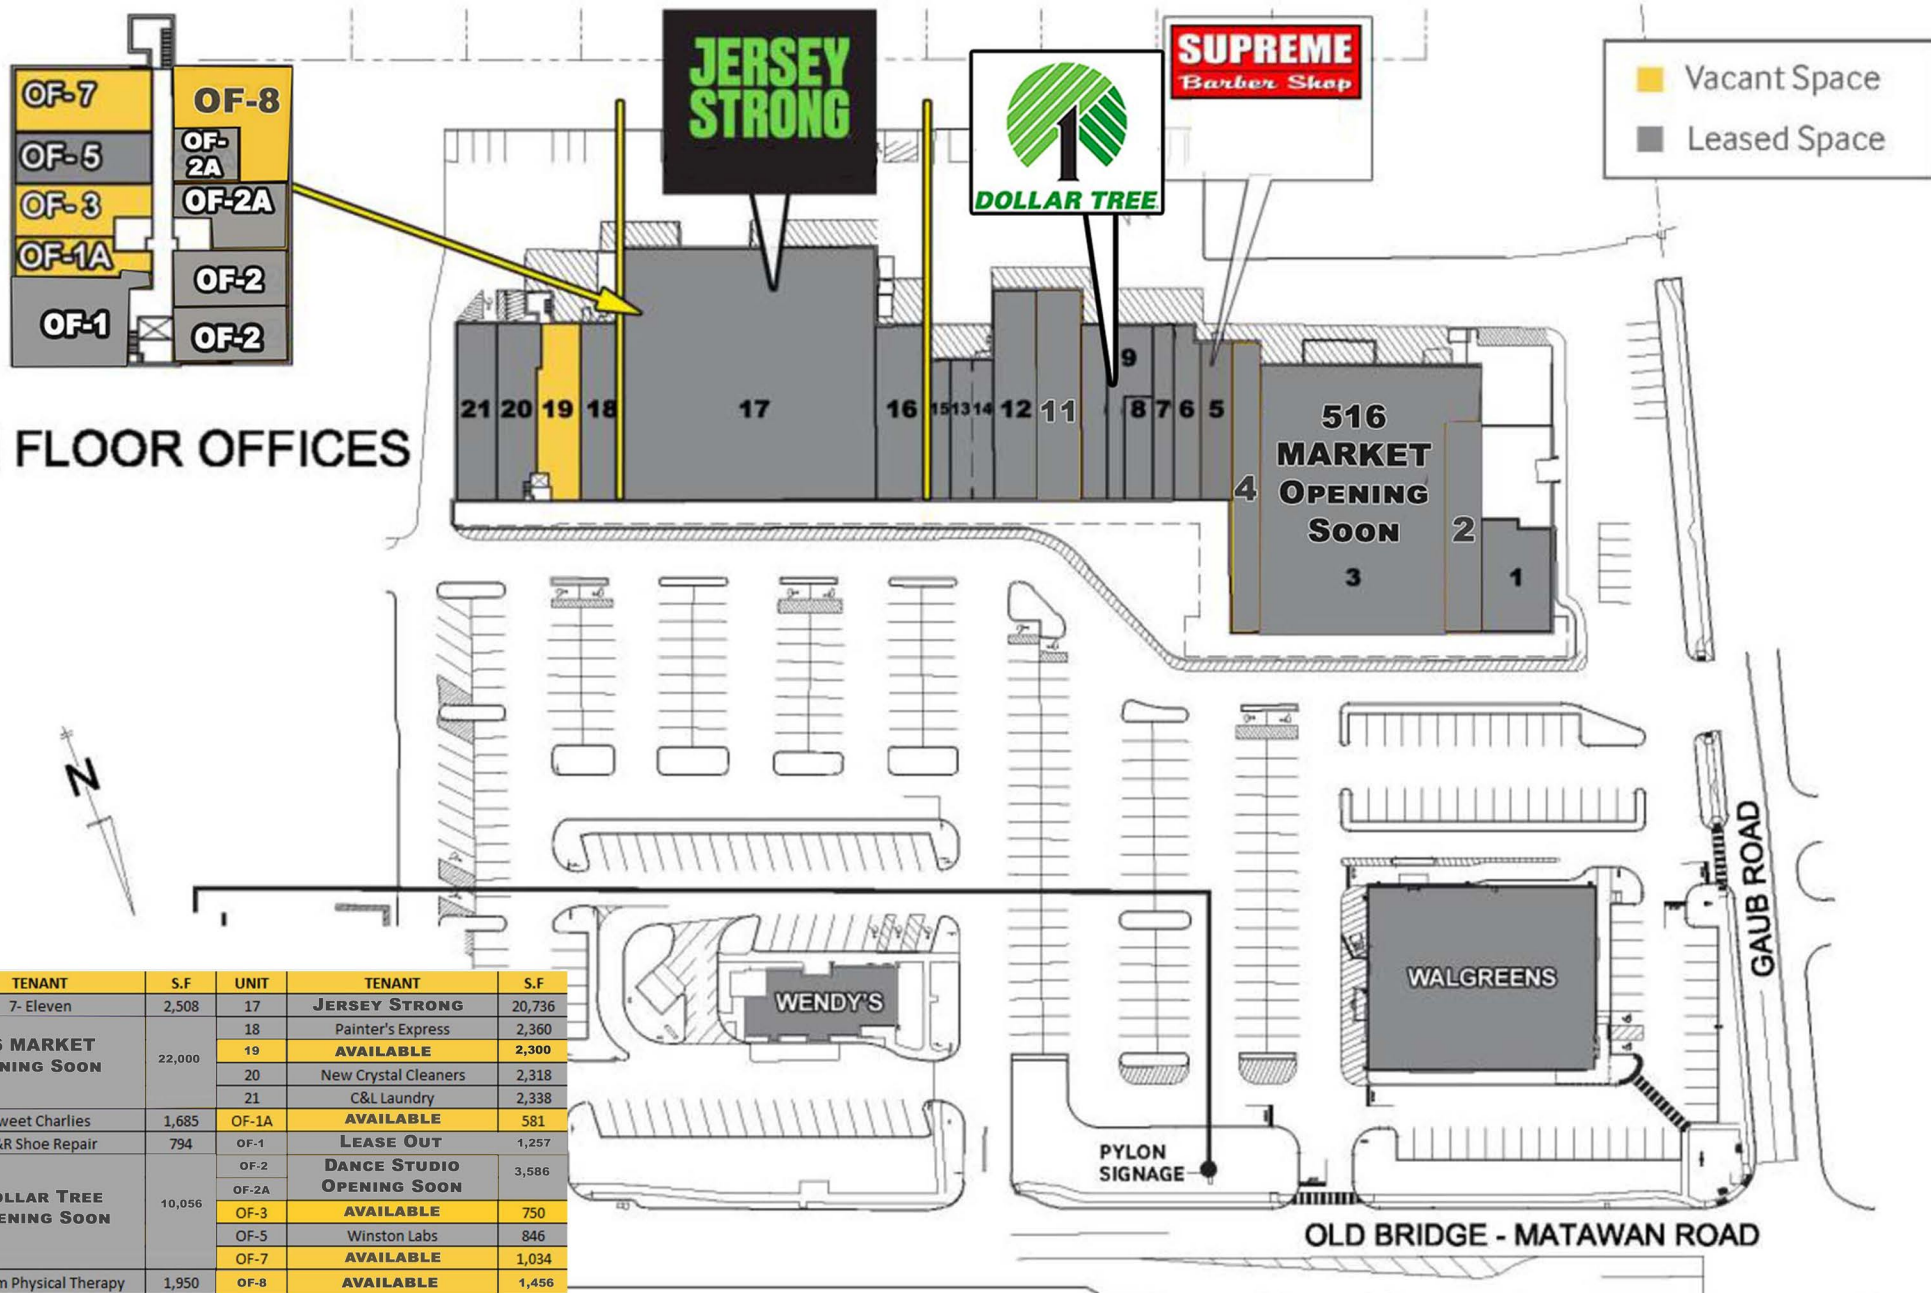 JERSEY
STRONG
DOLLAR TREE
SUPREME
Barber Shop
Vacant Space
Leased Space
OF-7
OF-8
OF-5
OF-
2A
OF-3
OF-2A
OF-1A
OF-2
OF-1
OF-2
FLOOR OFFICES
21 20 19 18 17 16 15 13 14 12 11 9 8 7 6 5
4
516
MARKET
OPENING
SOON
3
2
1
N
GAUB ROAD
WENDY'S
WALGREENS
PYLON
SIGNAGE
OLD BRIDGE - MATAWAN ROAD
TENANT S.F UNIT TENANT S.F
7- Eleven 2,508 17 JERSEY STRONG 20,736
18 Painter's Express 2,360
MARKET
22,000
19 AVAILABLE 2,300
SOON
20 New Crystal Cleaners 2,318
21 C&L Laundry 2,338
Charlies 1,685 OF-1A AVAILABLE 581
Shoe Repair 794 OF-1 LEASE OUT 1,257
OF-2 DANCE STUDIO 3,586
OF-2A OPENING SOON
TREE 10,056
SOON
OF-3 AVAILABLE 750
OF-5 Winston Labs 846
OF-7 AVAILABLE 1,034
Physical Therapy 1,950 OF-8 AVAILABLE 1,456